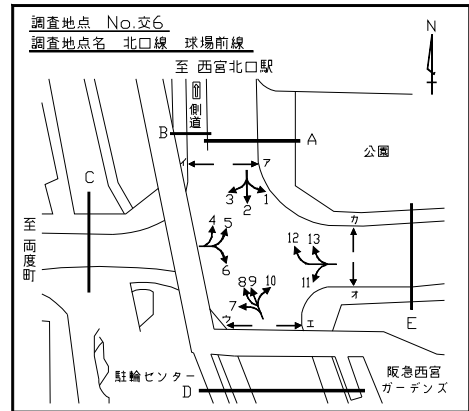 調査地点 No.交6
調査地点名 北口線 球場前線
至 西宮北口駅
N
側道
B
A
公園
イ
ア
C
3
2
1
カ
至 両度町
4
5
6
12
13
11
8
9
10
7
オ
ウ
エ
E
駐輪センター
D
阪急西宮
ガーデンズ